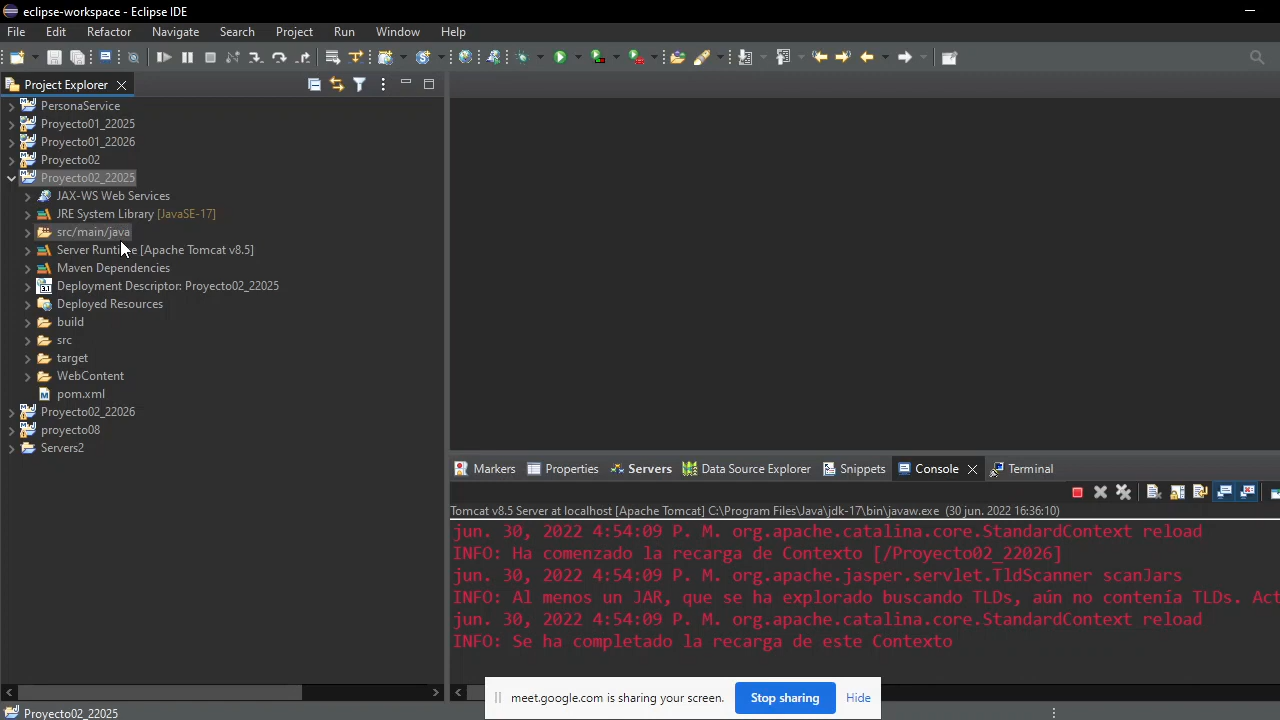 eclipse-workspace - Eclipse IDE
File Edit Refactor Navigate Search Project Run Window Help
Project Explorer
PersonaService
Proyecto01_22025
Proyecto01_22026
Proyecto02
Proyecto02_22025
JAX-WS Web Services
JRE System Library [JavaSE-17]
src/main/java
Server Runtime [Apache Tomcat v8.5]
Maven Dependencies
Deployment Descriptor: Proyecto02_22025
Deployed Resources
build
src
target
WebContent
pom.xml
Proyecto02_22026
proyecto08
Servers2
Markers Properties Servers Data Source Explorer Snippets Console Terminal
Tomcat v8.5 Server at localhost [Apache Tomcat] C:\Program Files\Java\jdk-17\bin\javaw.exe (30 jun. 2022 16:36:10)
jun. 30, 2022 4:54:09 P. M. org.apache.catalina.core.StandardContext reload
INFO: Ha comenzado la recarga de Contexto [/Proyecto02_22026]
jun. 30, 2022 4:54:09 P. M. org.apache.jasper.servlet.TldScanner scanJars
INFO: Al menos un JAR, que se ha explorado buscando TLDs, aún no contenía TLDs. Act
jun. 30, 2022 4:54:09 P. M. org.apache.catalina.core.StandardContext reload
INFO: Se ha completado la recarga de este Contexto
meet.google.com is sharing your screen. Stop sharing Hide
Proyecto02_22025